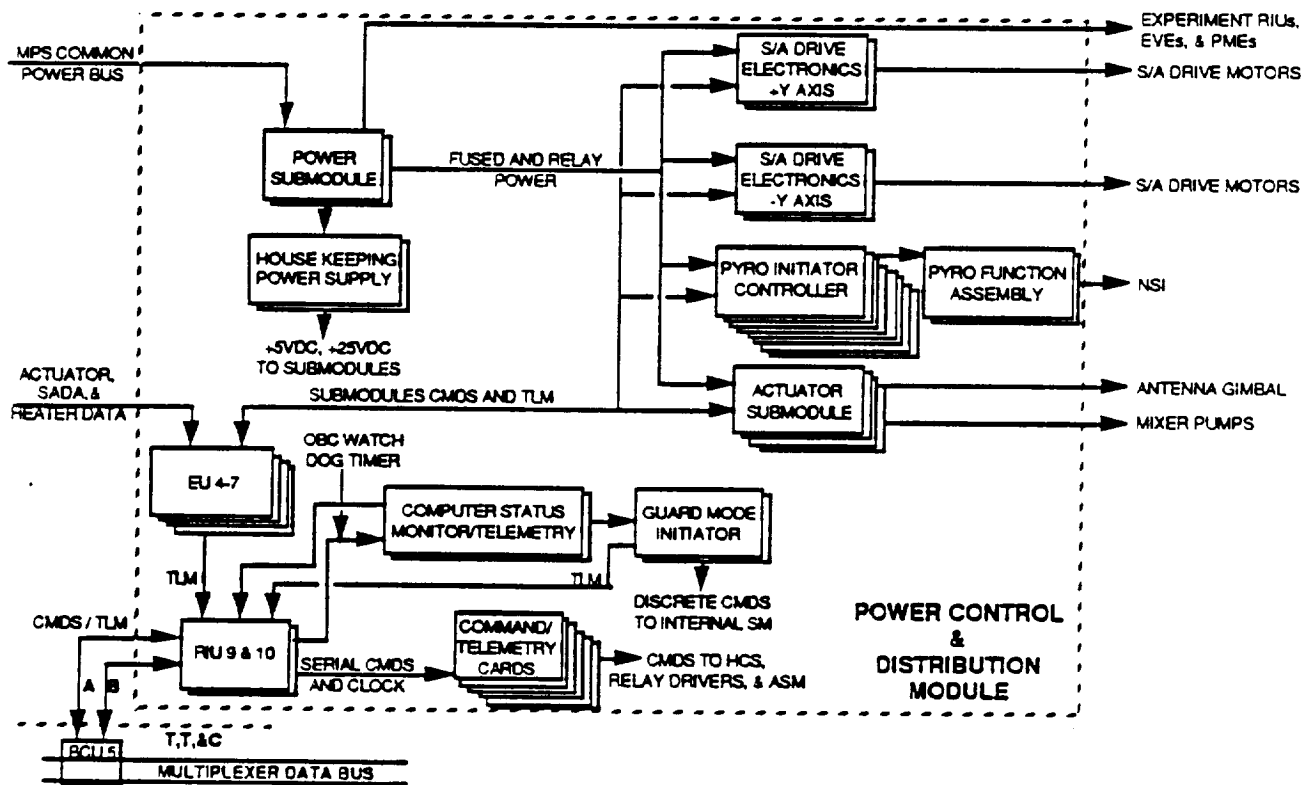 EXPERIMENT RIUs,
EVEs, & PMEs
MPS COMMON
POWER BUS
S/A DRIVE
ELECTRONICS
+Y AXIS
S/A DRIVE MOTORS
POWER
SUBMODULE
FUSED AND RELAY
POWER
S/A DRIVE
ELECTRONICS
-Y AXIS
S/A DRIVE MOTORS
HOUSE KEEPING
POWER SUPPLY
PYRO INITIATOR
CONTROLLER
PYRO FUNCTION
ASSEMBLY
NSI
+5VDC, +25VDC
TO SUBMODULES
ACTUATOR,
SADA, &
HEATER DATA
SUBMODULES CMDS AND TLM
ACTUATOR
SUBMODULE
ANTENNA GIMBAL
MIXER PUMPS
OBC WATCH
DOG TIMER
EU 4-7
COMPUTER STATUS
MONITOR/TELEMETRY
GUARD MODE
INITIATOR
TLM
TLM
DISCRETE CMDS
TO INTERNAL SM
CMDS / TLM
RIU 9 & 10
SERIAL CMDS
AND CLOCK
COMMAND/
TELEMETRY
CARDS
CMDS TO HCS,
RELAY DRIVERS, & ASM
POWER CONTROL
&
DISTRIBUTION
MODULE
A
B
T,T,&C
BCU 5
MULTIPLEXER DATA BUS